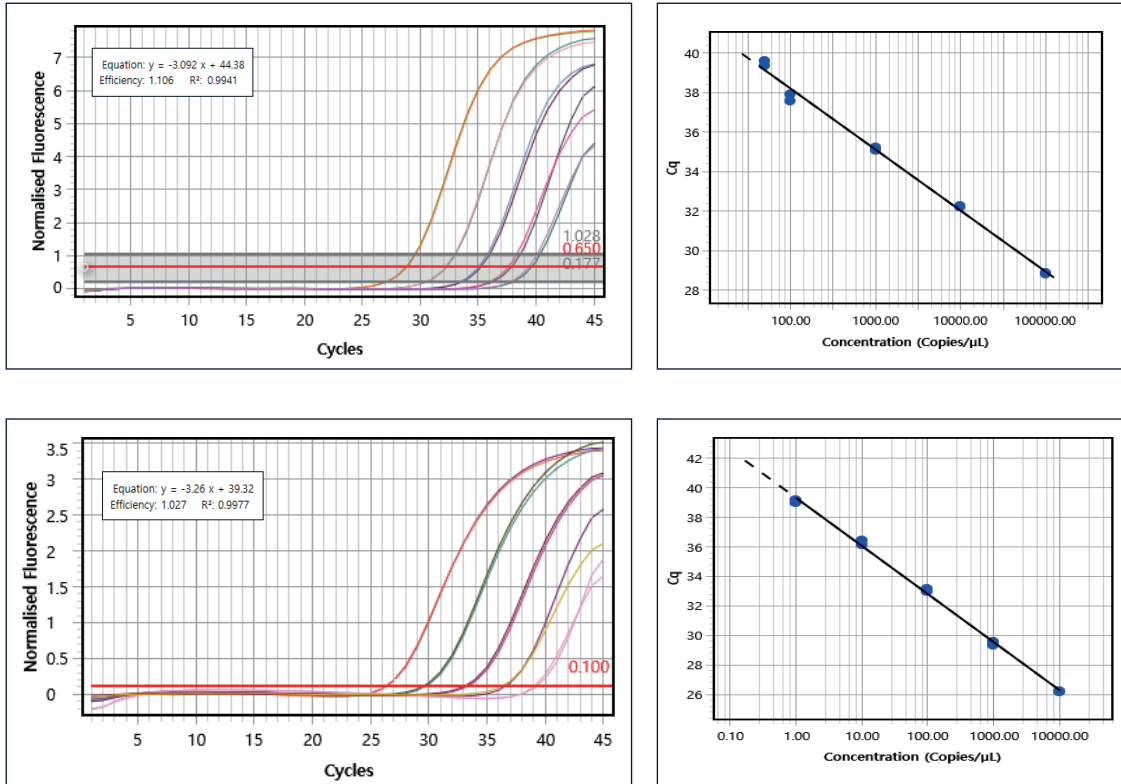 Equation: y = -3.092 x + 44.38
Efficiency: 1.106 R²: 0.9941
Normalised Fluorescence
7
6
5
4
3
2
1
0
1.028
0.650
0.177
5 10 15 20 25 30 35 40 45
Cycles
Cq
40
38
36
34
32
30
28
100.00 1000.00 10000.00 100000.00
Concentration (Copies/µL)
Equation: y = -3.26 x + 39.32
Efficiency: 1.027 R²: 0.9977
Normalised Fluorescence
3.5
3
2.5
2
1.5
1
0.5
0
0.100
5 10 15 20 25 30 35 40 45
Cycles
Cq
42
40
36
34
32
30
28
26
0.10 1.00 10.00 100.00 1000.00 10000.00
Concentration (Copies/µL)